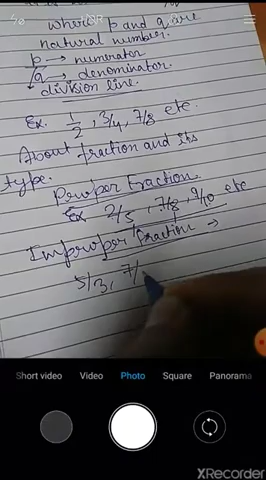 where p and q are
natural number.
p → numerator
q → denominator.
division line.
Ex. 1/2, 3/4, 7/8 etc.
About fraction and its
type.
Proper fraction.
Ex 2/5, 7/8, 9/10 etc
Improper fraction →
5/3, 7/
Short video Video Photo Square Panorama
XRecorder